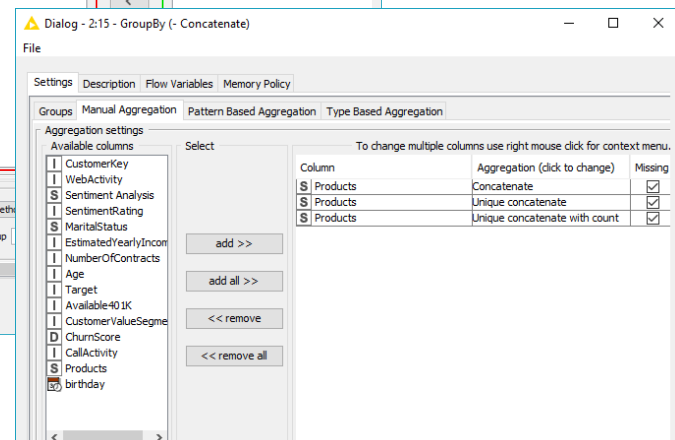 Dialog - 2:15 - GroupBy (- Concatenate)
File
Settings Description Flow Variables Memory Policy
Groups Manual Aggregation Pattern Based Aggregation Type Based Aggregation
Aggregation settings
Available columns
Select
To change multiple columns use right mouse click for context menu.
I CustomerKey
I WebActivity
S Sentiment Analysis
I SentimentRating
S MaritalStatus
I EstimatedYearlyIncom
I NumberOfContracts
I Age
I Target
I Available401K
I CustomerValueSegme
D ChurnScore
I CallActivity
S Products
birthday
add >>
add all >>
<< remove
<< remove all
Column Aggregation (click to change) Missing
S Products Concatenate
S Products Unique concatenate
S Products Unique concatenate with count